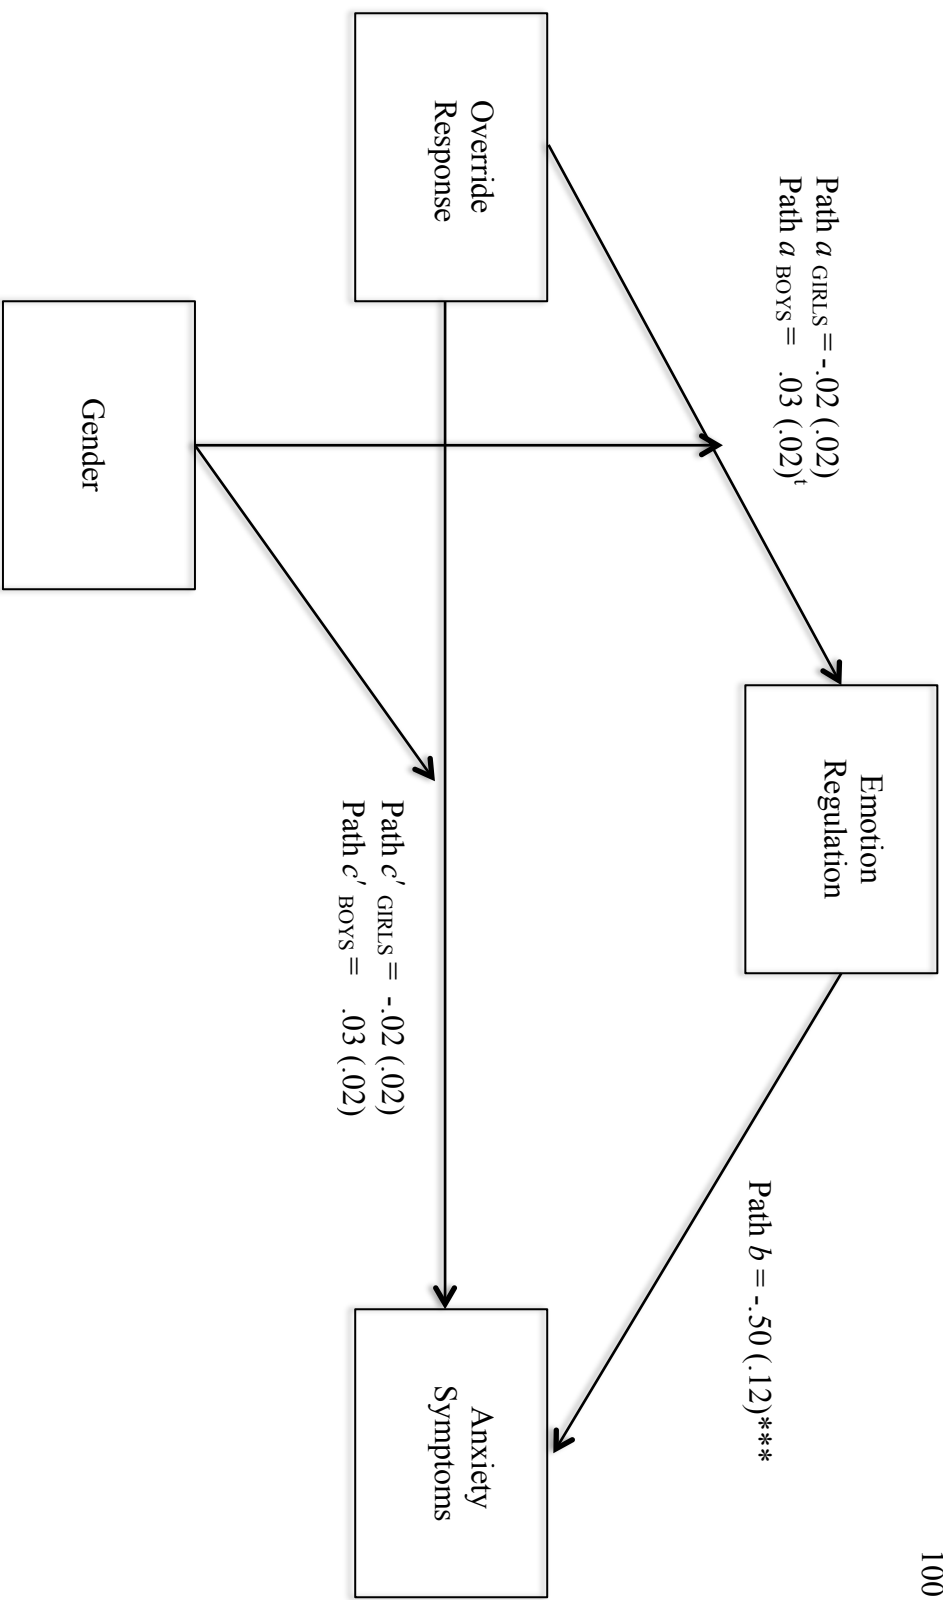 100
Path a GIRLS = -.02 (.02)
Path a BOYS = .03 (.02)t
Emotion
Regulation
Path b = -.50 (.12)***
Override
Response
Path c' GIRLS = -.02 (.02)
Path c' BOYS = .03 (.02)
Anxiety
Symptoms
Gender